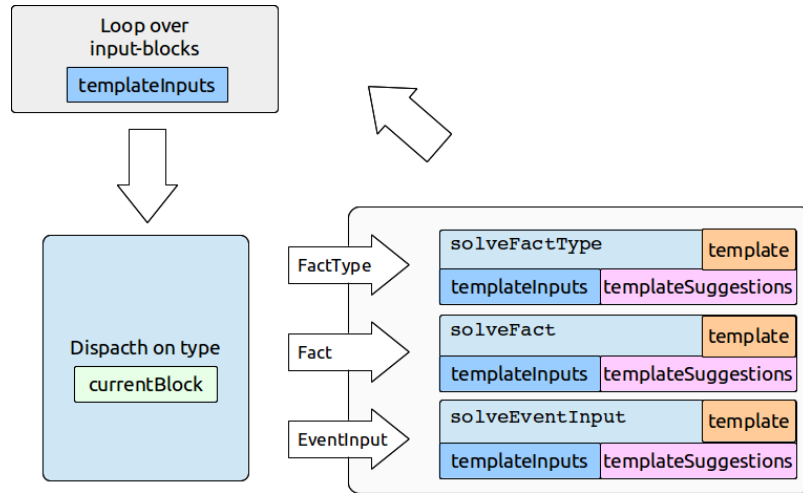 Loop over
input-blocks
templateInputs
Dispacth on type
currentBlock
FactType
solveFactType
template
templateInputs
templateSuggestions
Fact
solveFact
template
templateInputs
templateSuggestions
EventInput
solveEventInput
template
templateInputs
templateSuggestions